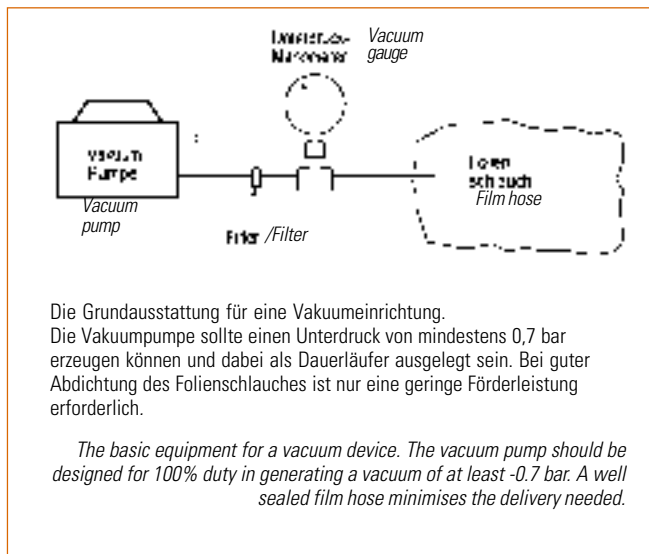 Vacuum
gauge
Vakuum
Pumpe
Vacuum
pump
Filter /Filter
Folien
schlauch
Film hose
Die Grundausstattung für eine Vakuumeinrichtung.
Die Vakuumpumpe sollte einen Unterdruck von mindestens 0,7 bar
erzeugen können und dabei als Dauerläufer ausgelegt sein. Bei guter
Abdichtung des Folienschlauches ist nur eine geringe Förderleistung
erforderlich.
The basic equipment for a vacuum device. The vacuum pump should be
designed for 100% duty in generating a vacuum of at least -0.7 bar. A well
sealed film hose minimises the delivery needed.